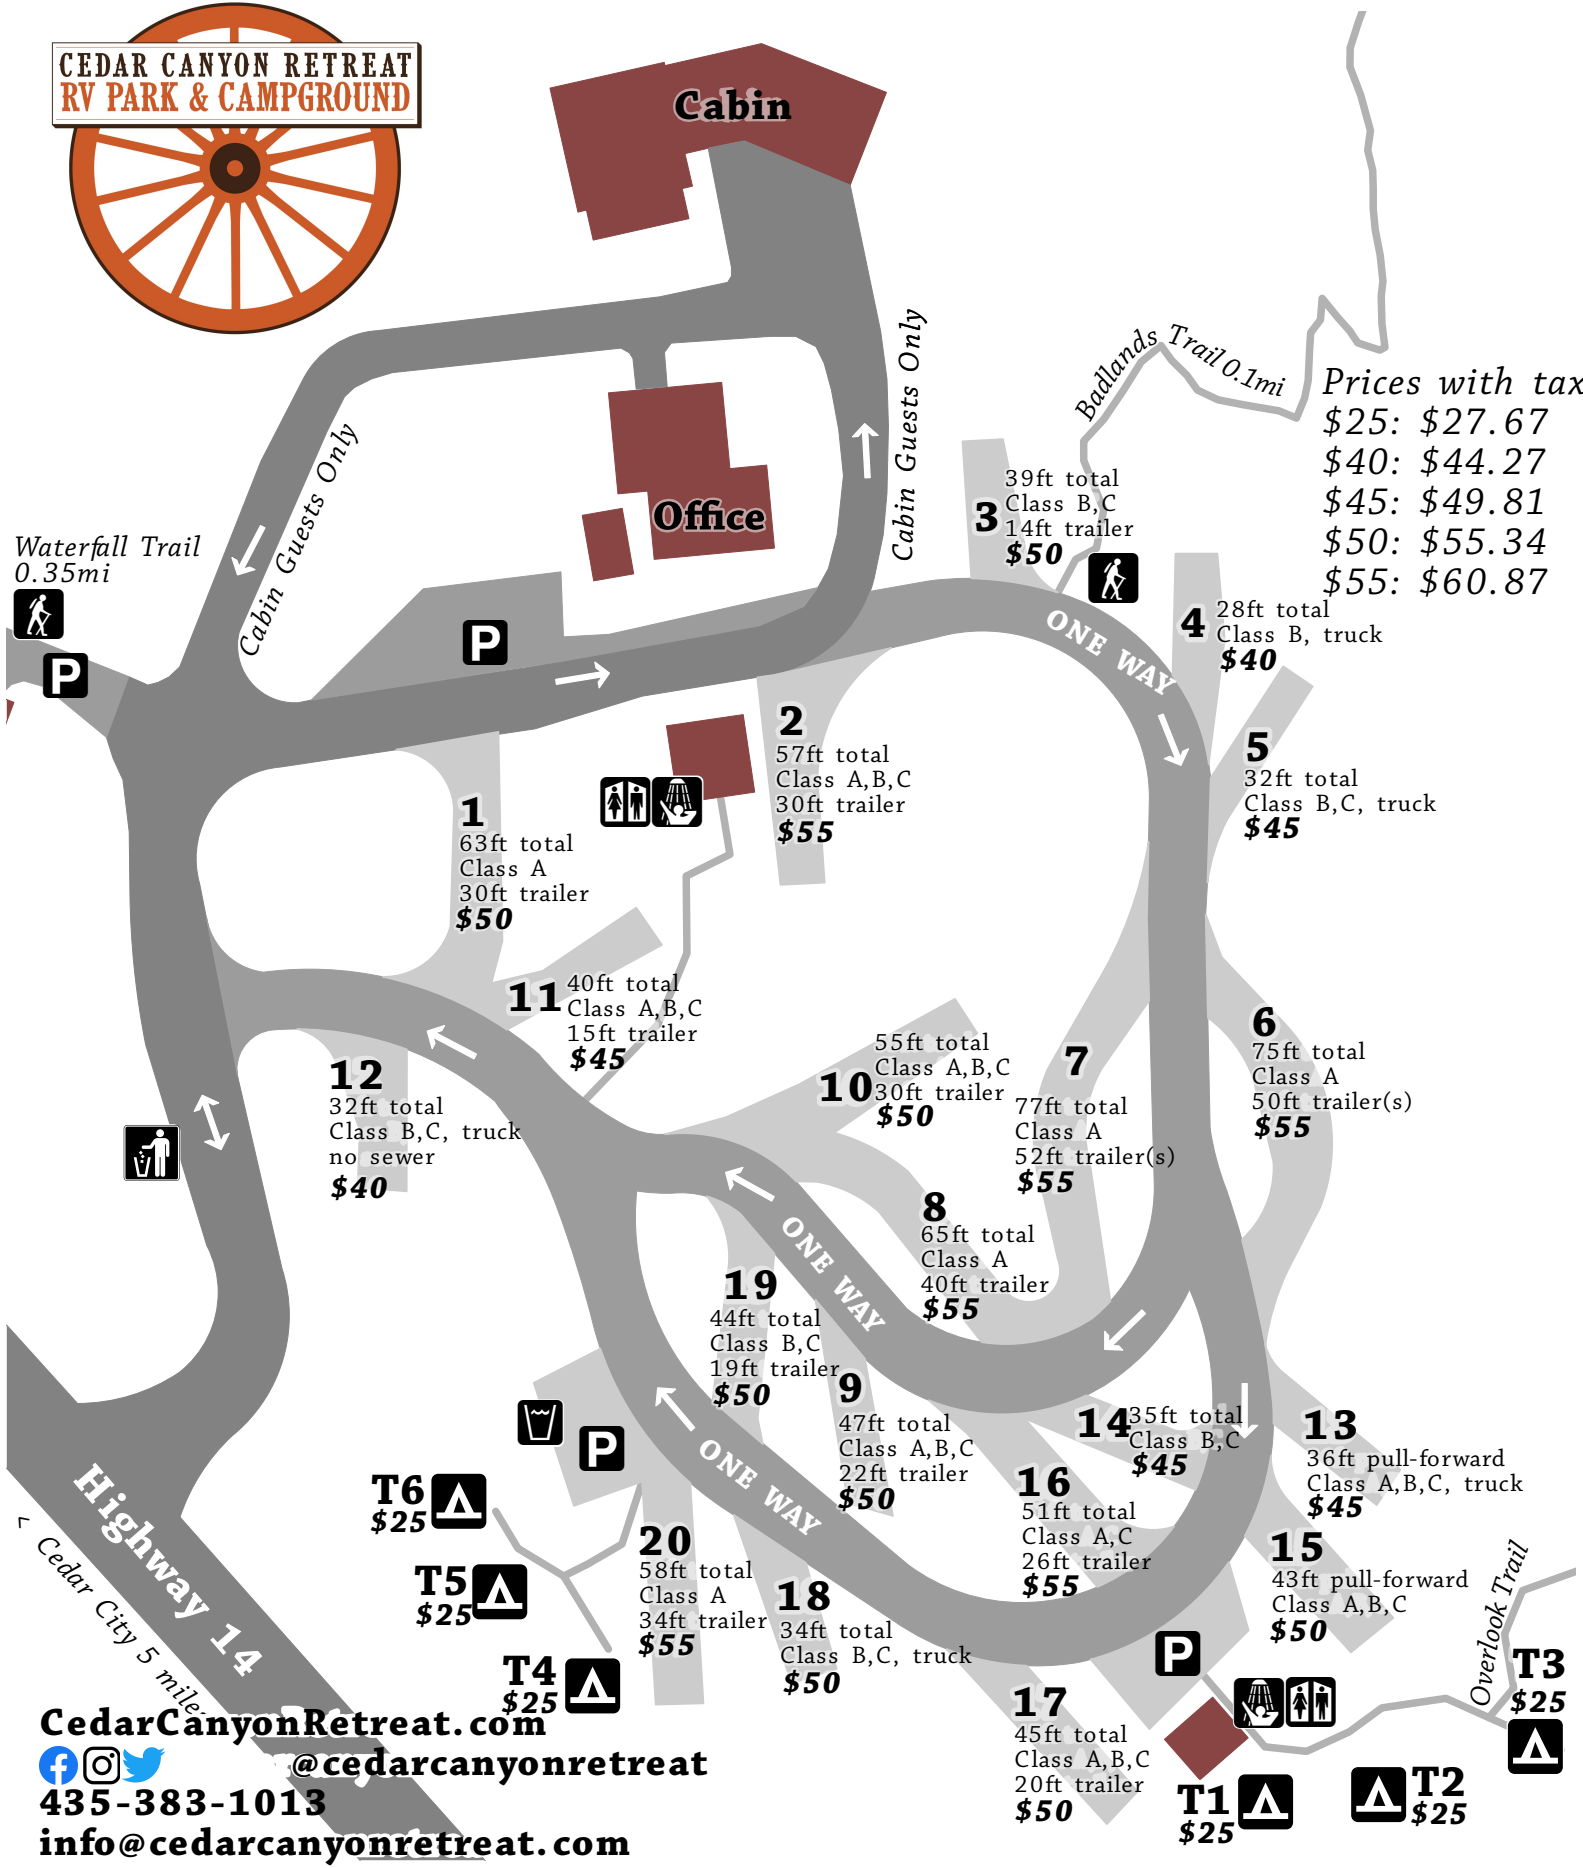 CEDAR CANYON RETREAT
RV PARK & CAMPGROUND
Cabin
Cabin Guests Only
Cabin Guests Only
Office
Badlands Trail 0.1mi
Prices with tax
$25: $27.67
$40: $44.27
$45: $49.81
$50: $55.34
$55: $60.87
Waterfall Trail
0.35mi
P
P
ONE WAY
3
39ft total
Class B,C
14ft trailer
$50
4
28ft total
Class B, truck
$40
5
32ft total
Class B,C, truck
$45
2
57ft total
Class A,B,C
30ft trailer
$55
1
63ft total
Class A
30ft trailer
$50
11
40ft total
Class A,B,C
15ft trailer
$45
12
32ft total
Class B,C, truck
no sewer
$40
10
55ft total
Class A,B,C
30ft trailer
$50
7
77ft total
Class A
52ft trailer(s)
$55
6
75ft total
Class A
50ft trailer(s)
$55
8
65ft total
Class A
40ft trailer
$55
ONE WAY
19
44ft total
Class B,C
19ft trailer
$50
9
47ft total
Class A,B,C
22ft trailer
$50
14
35ft total
Class B,C
$45
13
36ft pull-forward
Class A,B,C, truck
$45
16
51ft total
Class A,C
26ft trailer
$55
15
43ft pull-forward
Class A,B,C
$50
P
ONE WAY
T6
$25
T5
$25
T4
$25
20
58ft total
Class A
34ft trailer
$55
18
34ft total
Class B,C, truck
$50
17
45ft total
Class A,B,C
20ft trailer
$50
P
Overlook Trail
T3
$25
T1
$25
T2
$25
Highway 14
< Cedar City 5 miles
CedarCanyonRetreat.com
@cedarcanyonretreat
435-383-1013
info@cedarcanyonretreat.com